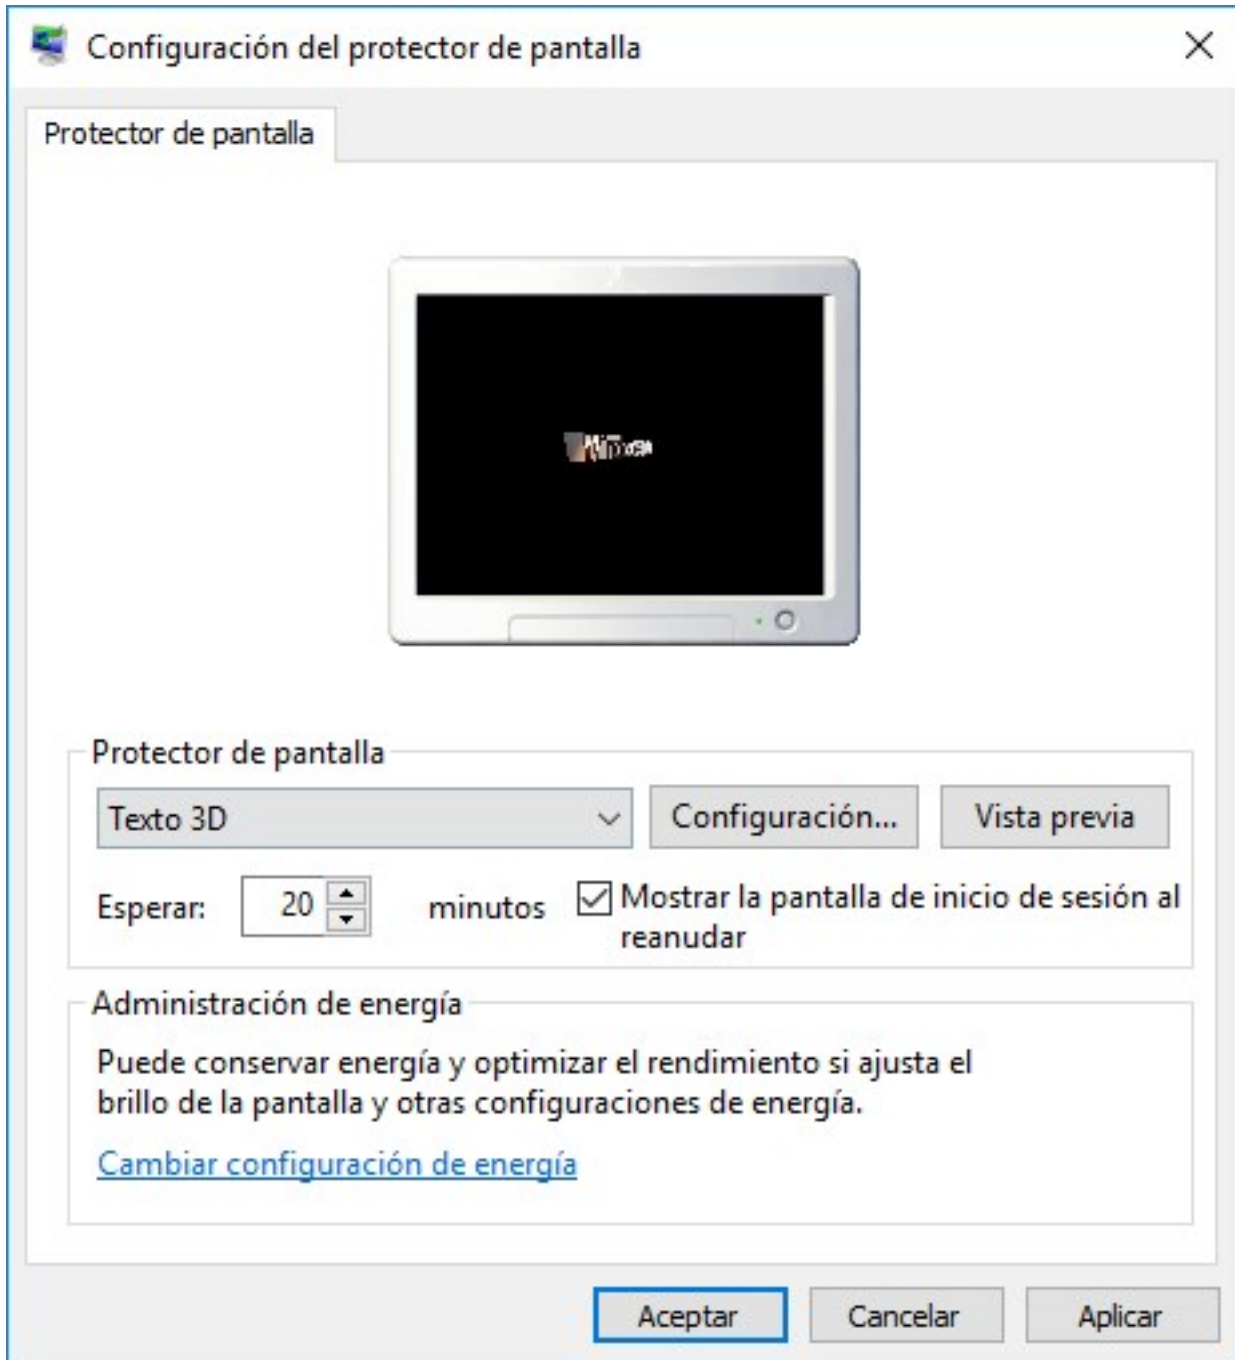 Configuración del protector de pantalla
Protector de pantalla
Protector de pantalla
Texto 3D
Configuración...
Vista previa
Esperar: 20 minutos
Mostrar la pantalla de inicio de sesión al
reanudar
Administración de energía
Puede conservar energía y optimizar el rendimiento si ajusta el
brillo de la pantalla y otras configuraciones de energía.
Cambiar configuración de energía
Aceptar
Cancelar
Aplicar